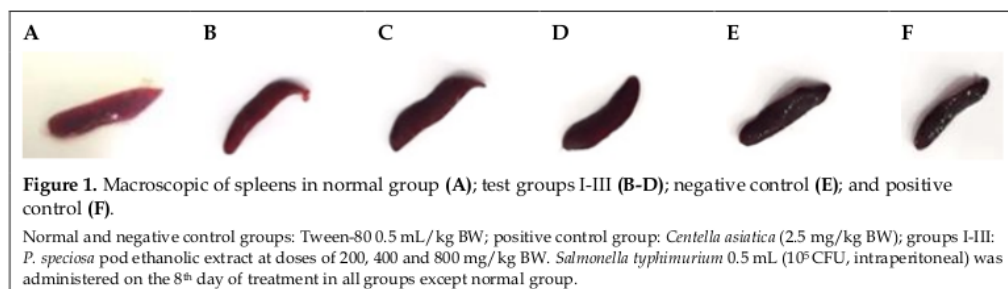 A B C D E F
Figure 1. Macroscopic of spleens in normal group (A); test groups I-III (B-D); negative control (E); and positive
control (F).
Normal and negative control groups: Tween-80 0.5 mL/kg BW; positive control group: Centella asiatica (2.5 mg/kg BW); groups I-III:
P. speciosa pod ethanolic extract at doses of 200, 400 and 800 mg/kg BW. Salmonella typhimurium 0.5 mL (10⁵ CFU, intraperitoneal) was
administered on the 8th day of treatment in all groups except normal group.